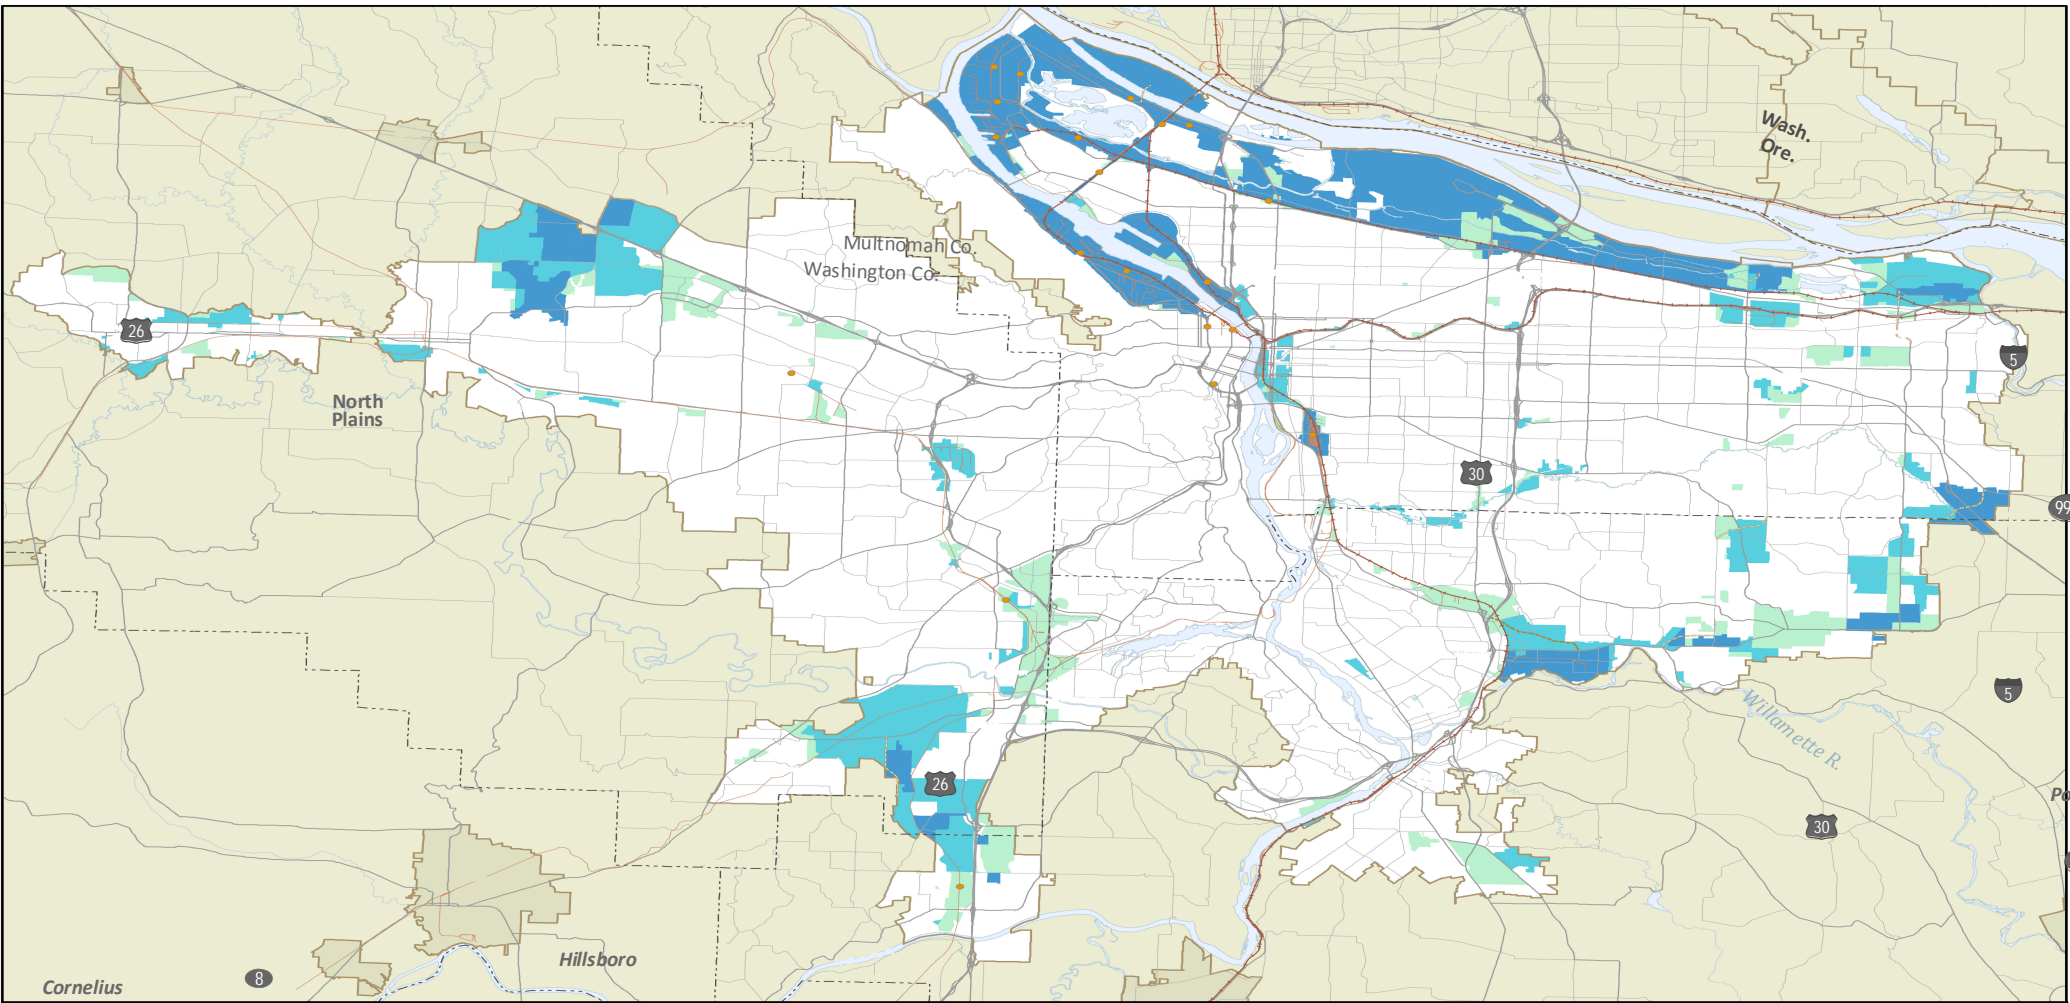 Wash.
Ore.
Multnomah Co.
Washington Co.
26
5
North
Plains
30
99
5
Willamette R.
26
Po
30
Hillsboro
8
Cornelius